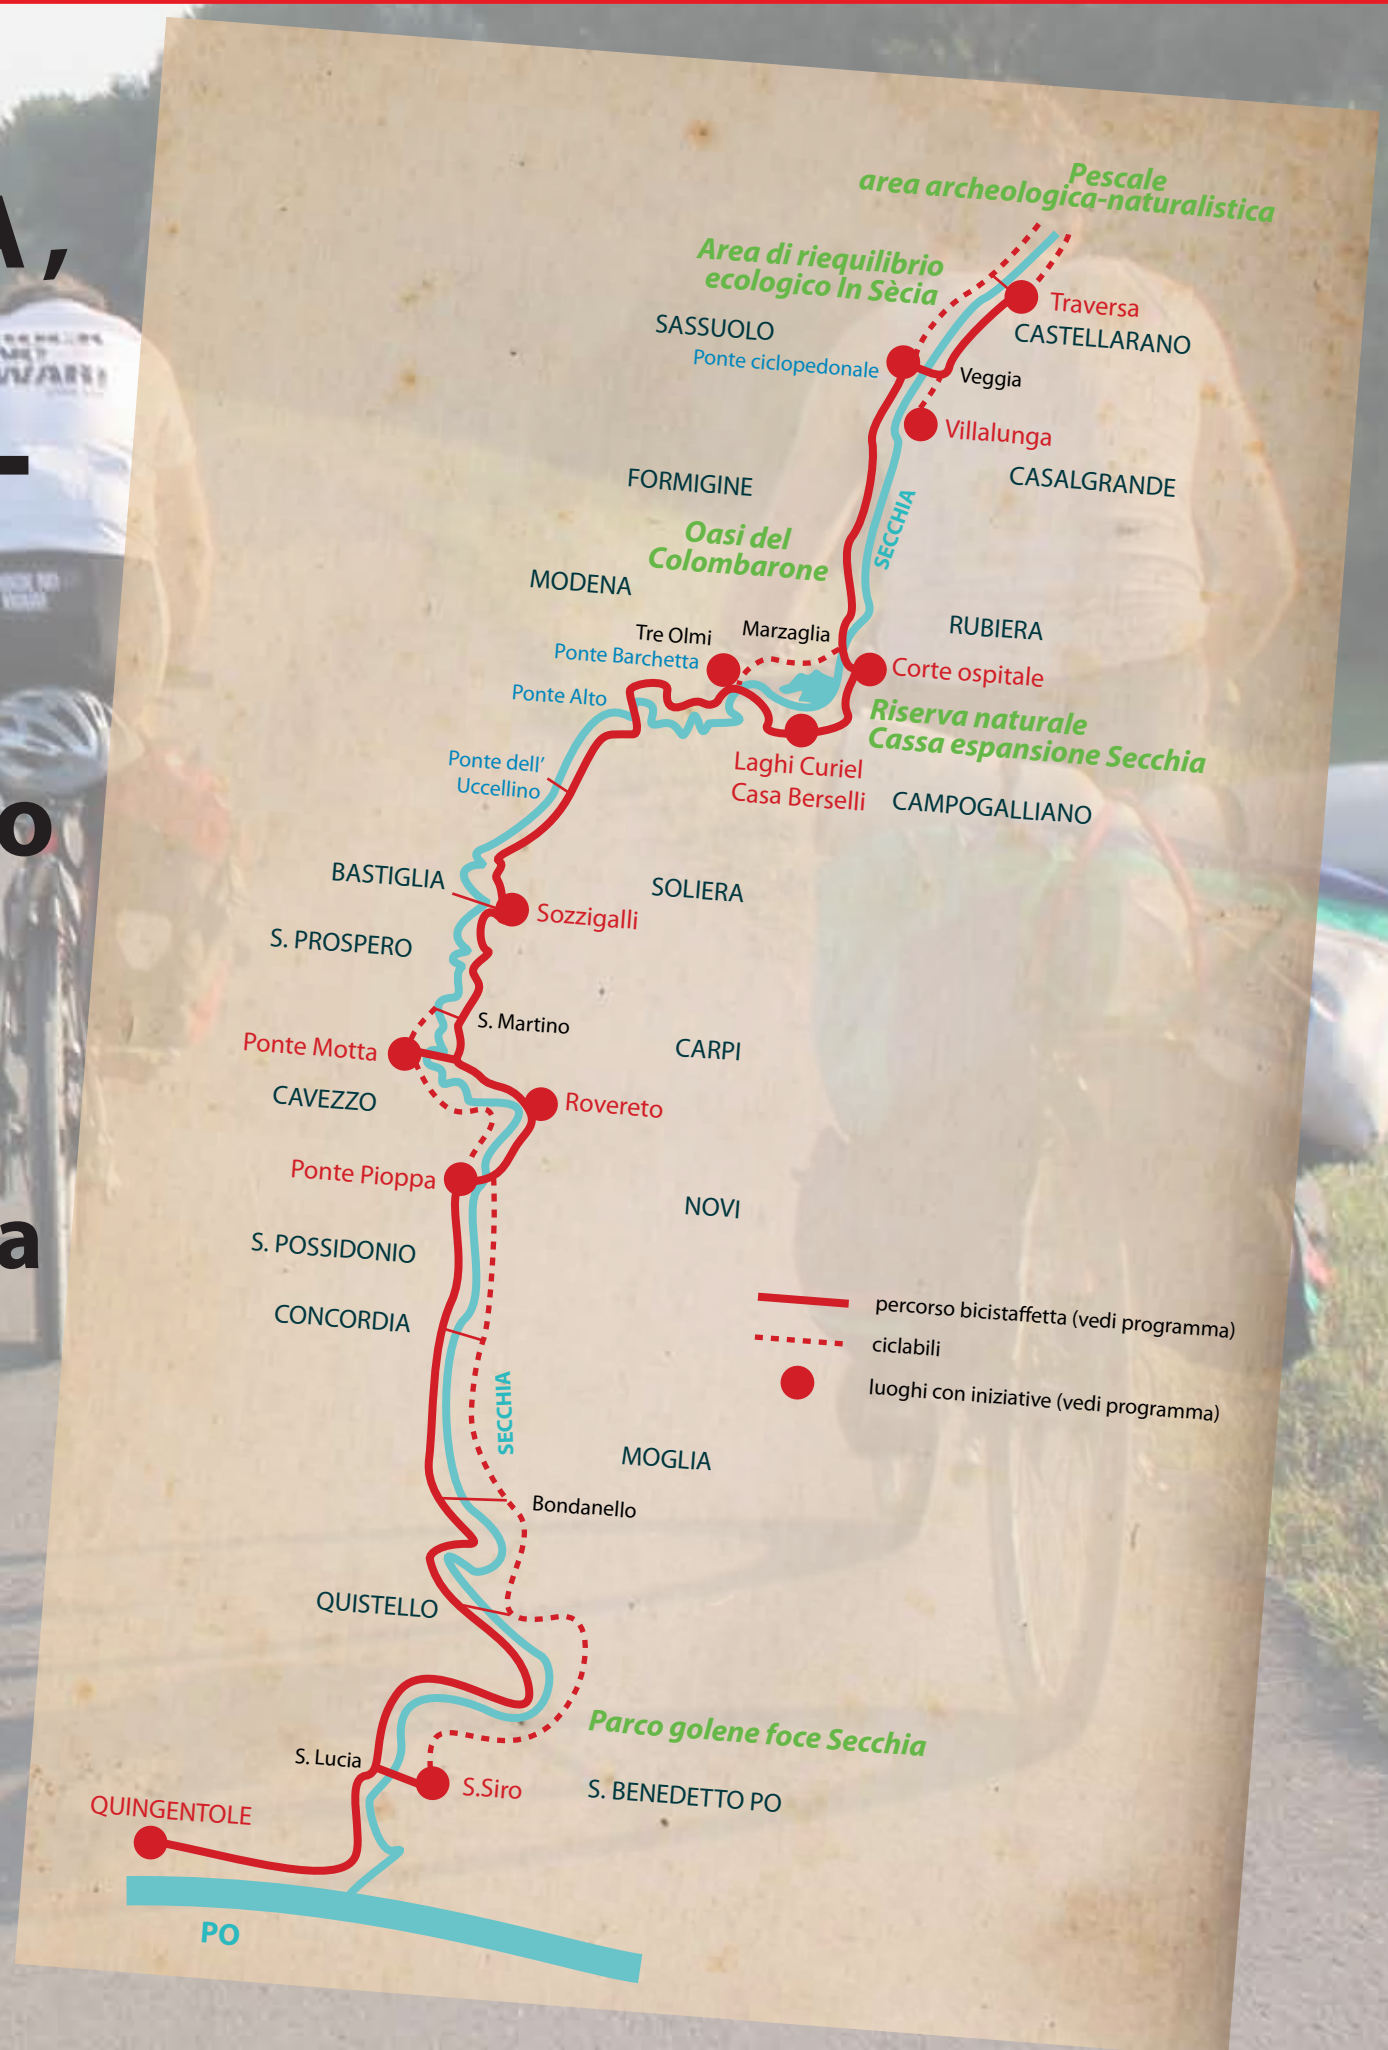 A,
-
o
a
Pescale
area archeologica-naturalistica
Area di riequilibrio
ecologico In Sècia
Traversa
SASSUOLO
CASTELLARANO
Ponte ciclopedonale
Veggia
Villalunga
FORMIGINE
CASALGRANDE
SECCHIA
Oasi del
Colombarone
MODENA
RUBIERA
Tre Olmi
Marzaglia
Ponte Barchetta
Corte ospitale
Ponte Alto
Riserva naturale
Cassa espansione Secchia
Ponte dell'
Uccellino
Laghi Curiel
Casa Berselli
CAMPOGALLIANO
BASTIGLIA
SOLIERA
Sozzigalli
S. PROSPERO
S. Martino
Ponte Motta
CARPI
CAVEZZO
Rovereto
Ponte Pioppa
NOVI
S. POSSIDONIO
CONCORDIA
percorso bicistaffetta (vedi programma)
ciclabili
luoghi con iniziative (vedi programma)
SECCHIA
MOGLIA
Bondanello
QUISTELLO
Parco golene foce Secchia
S. Lucia
S.Siro
S. BENEDETTO PO
QUINGENTOLE
PO